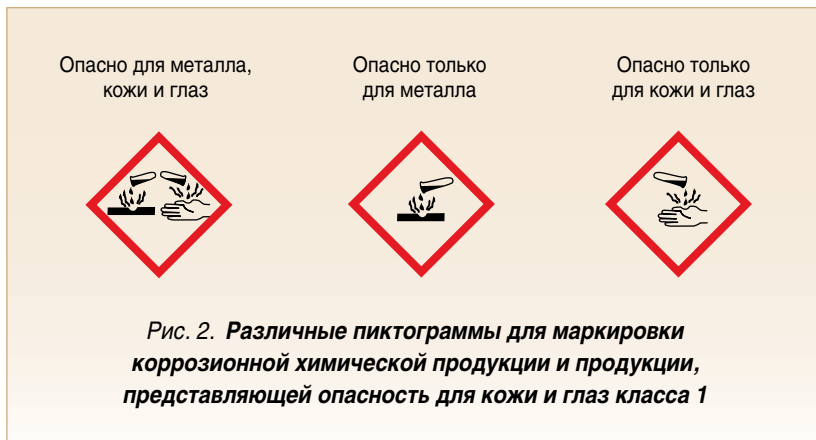 Опасно для металла,
кожи и глаз
Опасно только
для металла
Опасно только
для кожи и глаз
Рис. 2. Различные пиктограммы для маркировки
коррозионной химической продукции и продукции,
представляющей опасность для кожи и глаз класса 1